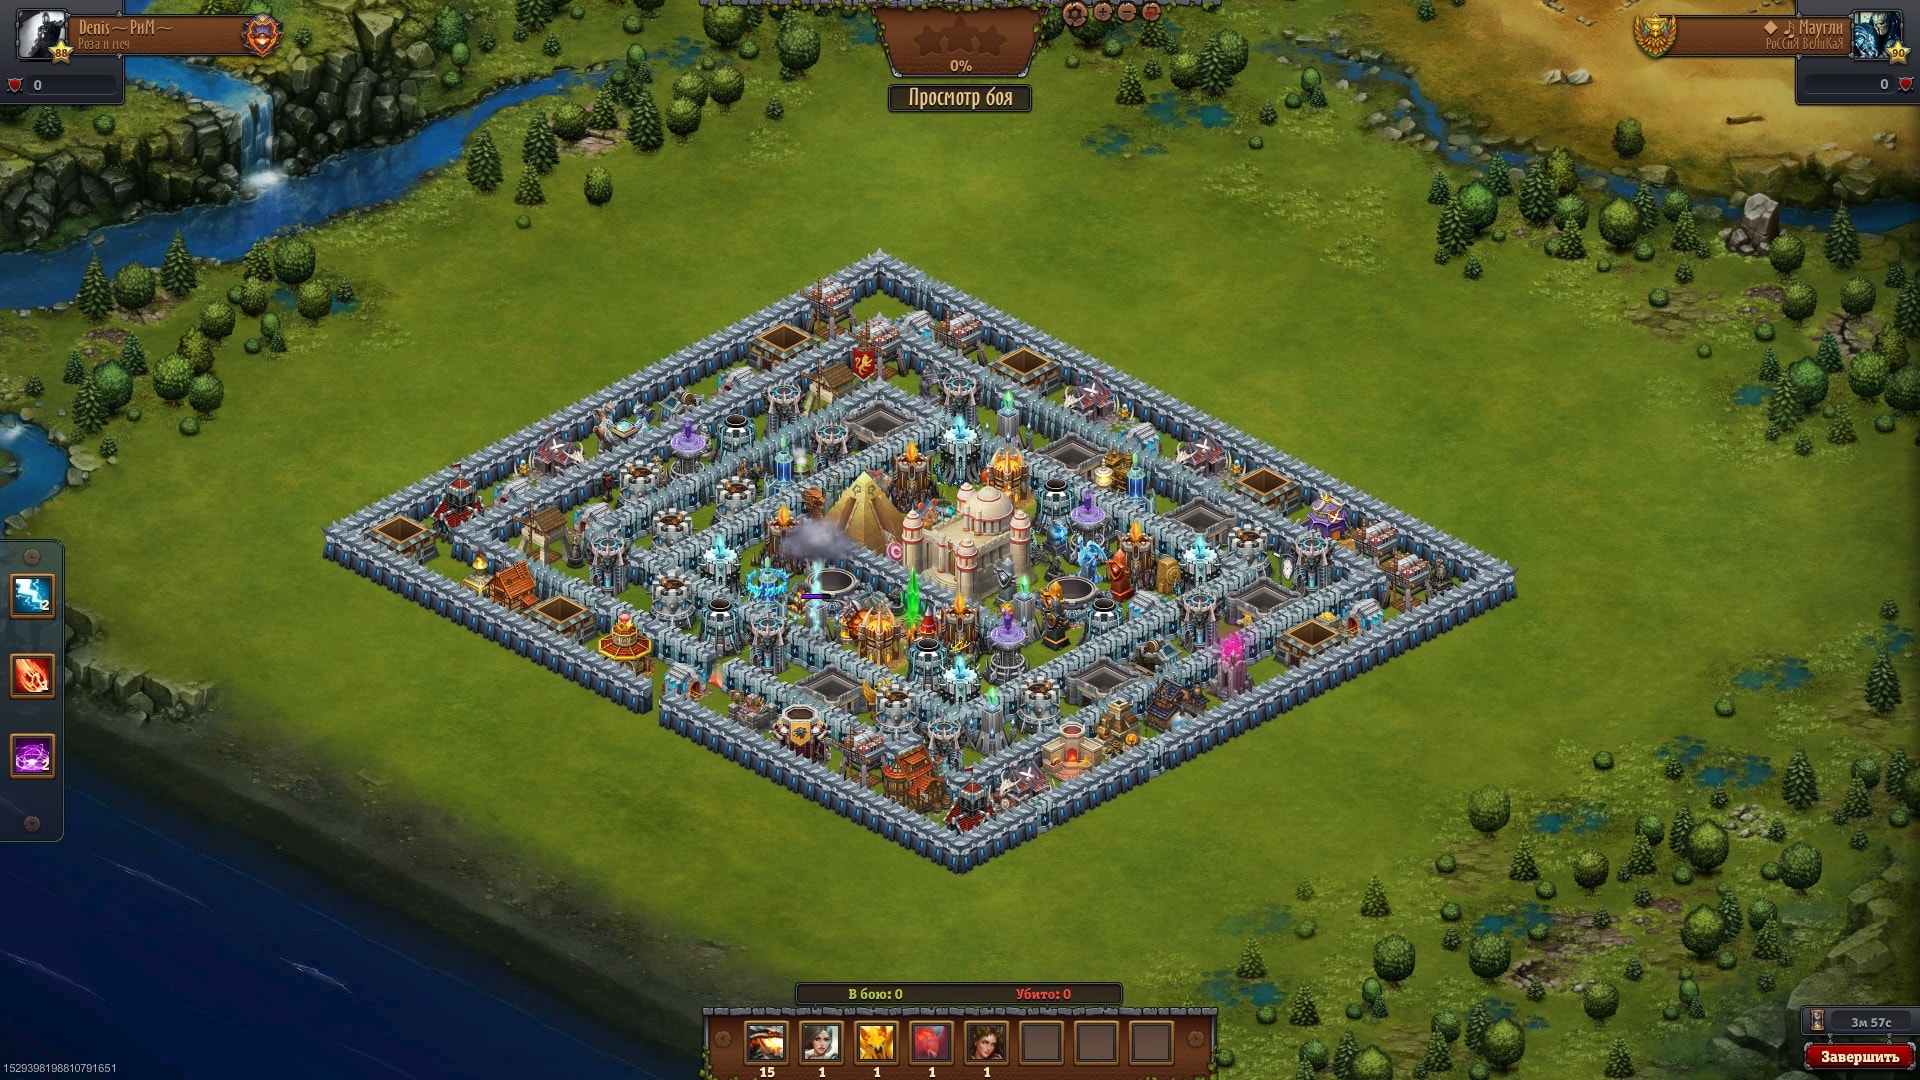 Denis~РиМ~
Роза и меч
88
0
0%
Просмотр боя
◆ ♪ Маугли
РоССиЯ ВеЛиКаЯ
90
0
2
2
В бою: 0
Убито: 0
15
1
1
1
1
3м 57с
Завершить
1529398198810791651